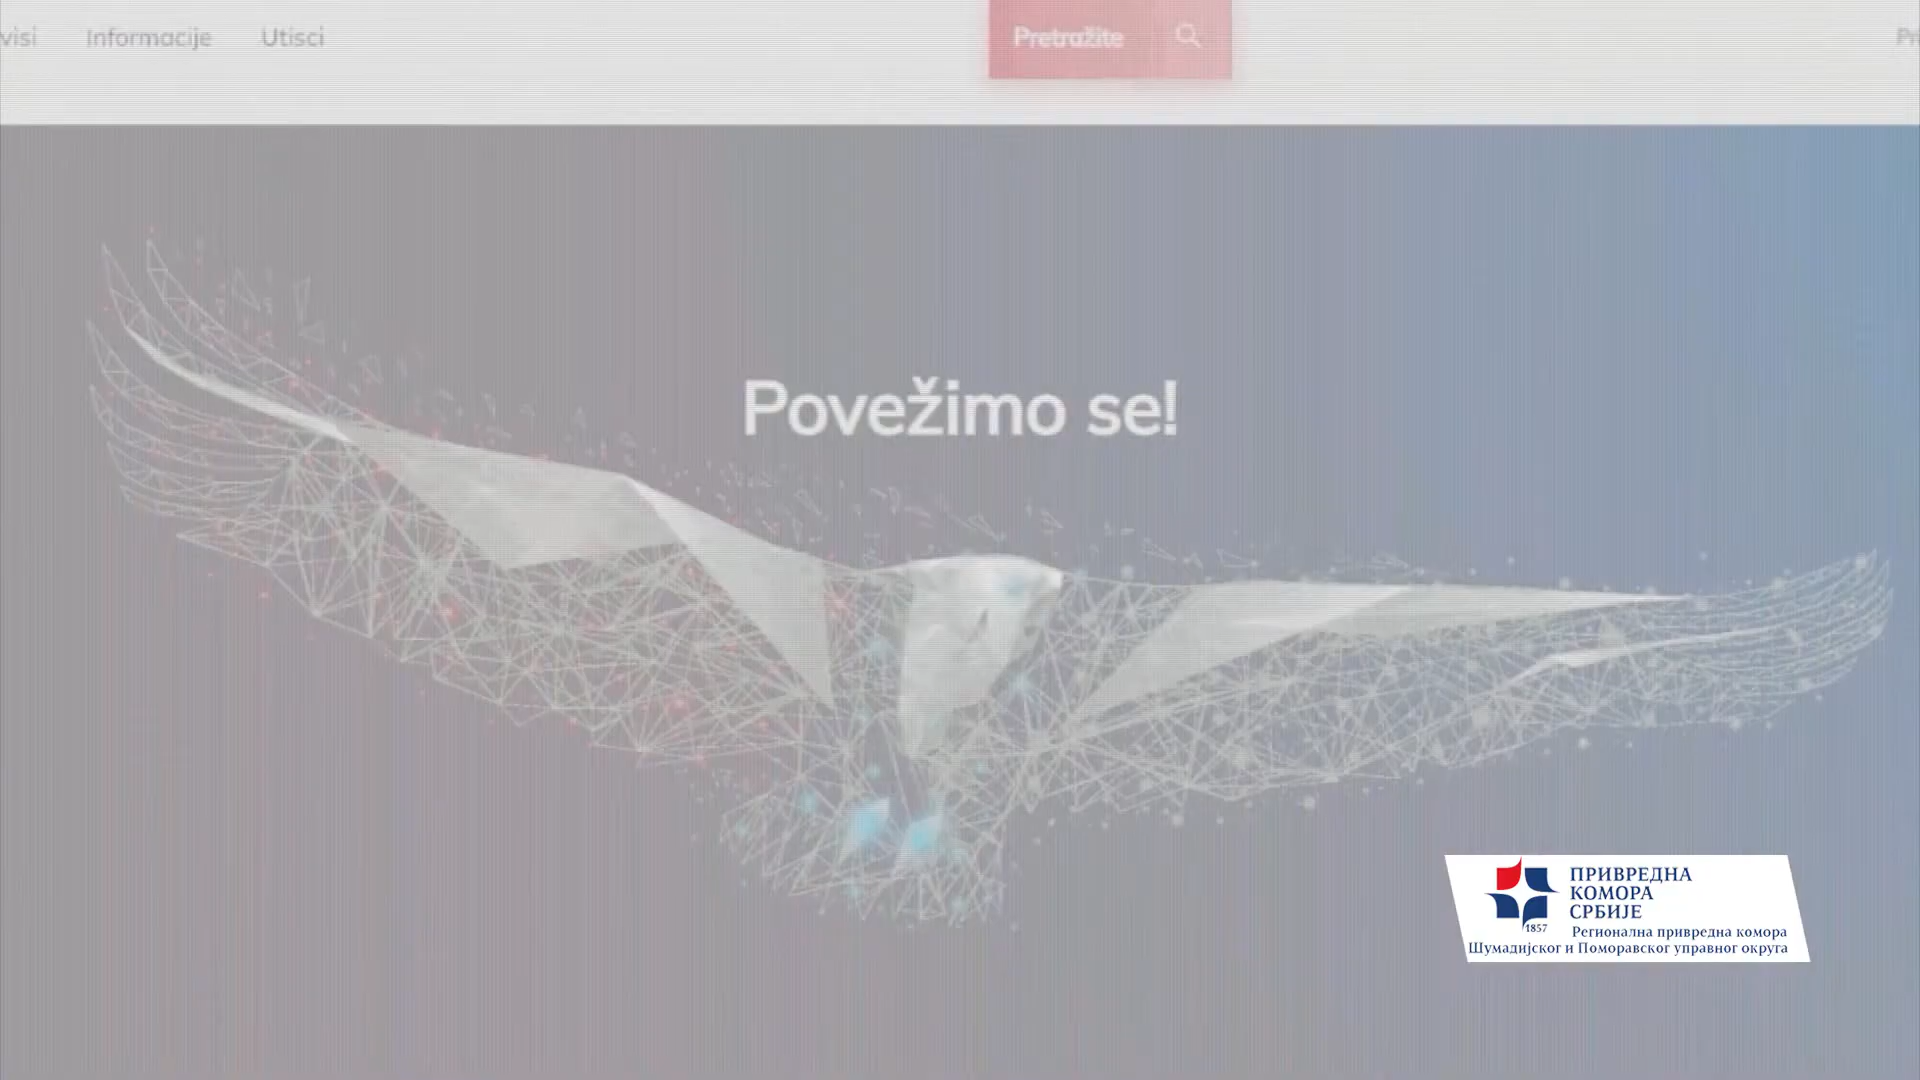 Informacije
Utisci
Pretražite
Povežimo se!
ПРИВРЕДНА
КОМОРА
СРБИЈЕ
1857
Регионална привредна комора
Шумадијског и Поморавског управног округа